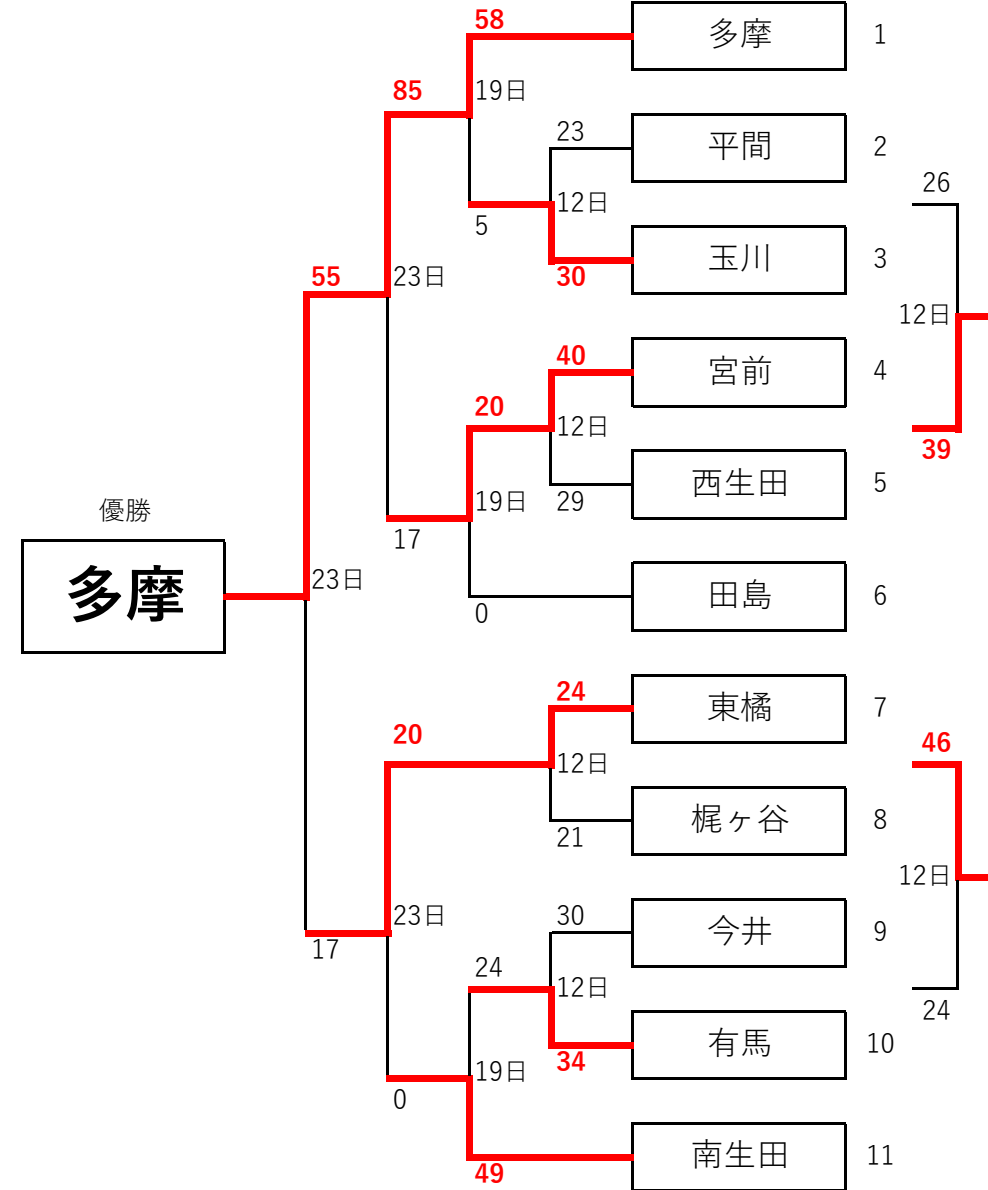 58
多摩 1
85
19日
23
平間 2
26
12日
5
玉川 3
30
55
23日
12日
40
宮前 4
20
12日
39
西生田 5
19日
29
優勝
17
多摩
23日
田島 6
0
24
東橘 7
20
46
12日
梶ヶ谷 8
21
12日
23日
30
今井 9
17
24
12日
24
有馬 10
34
19日
0
南生田 11
49